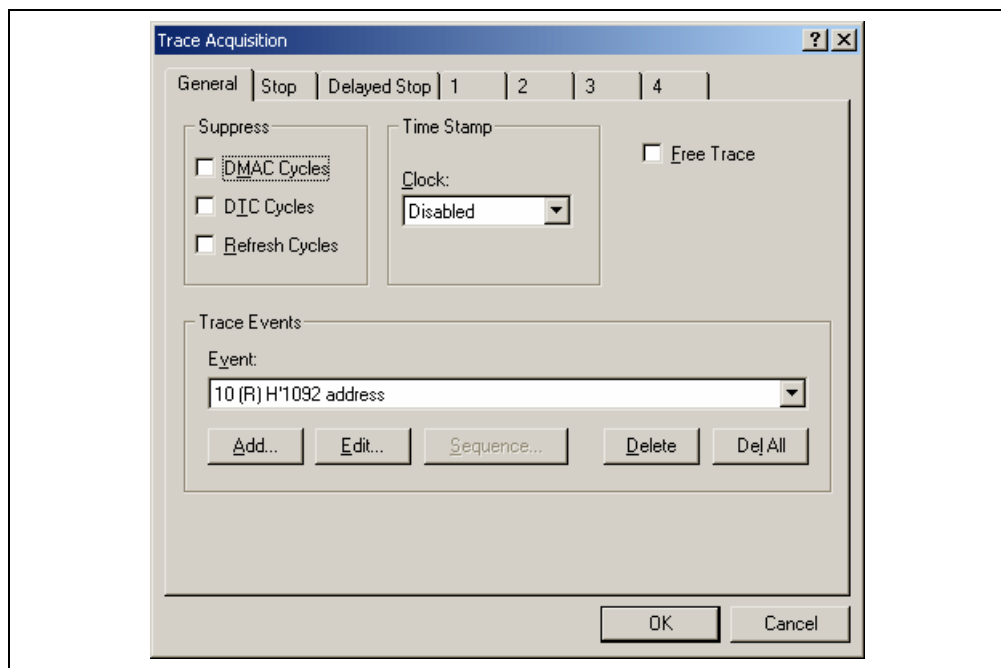 Trace Acquisition
General Stop Delayed Stop 1 2 3 4
Suppress
DMAC Cycles
DTC Cycles
Refresh Cycles
Time Stamp
Clock:
Disabled
Free Trace
Trace Events
Event:
10 (R) H'1092 address
Add... Edit... Sequence... Delete Del All
OK Cancel